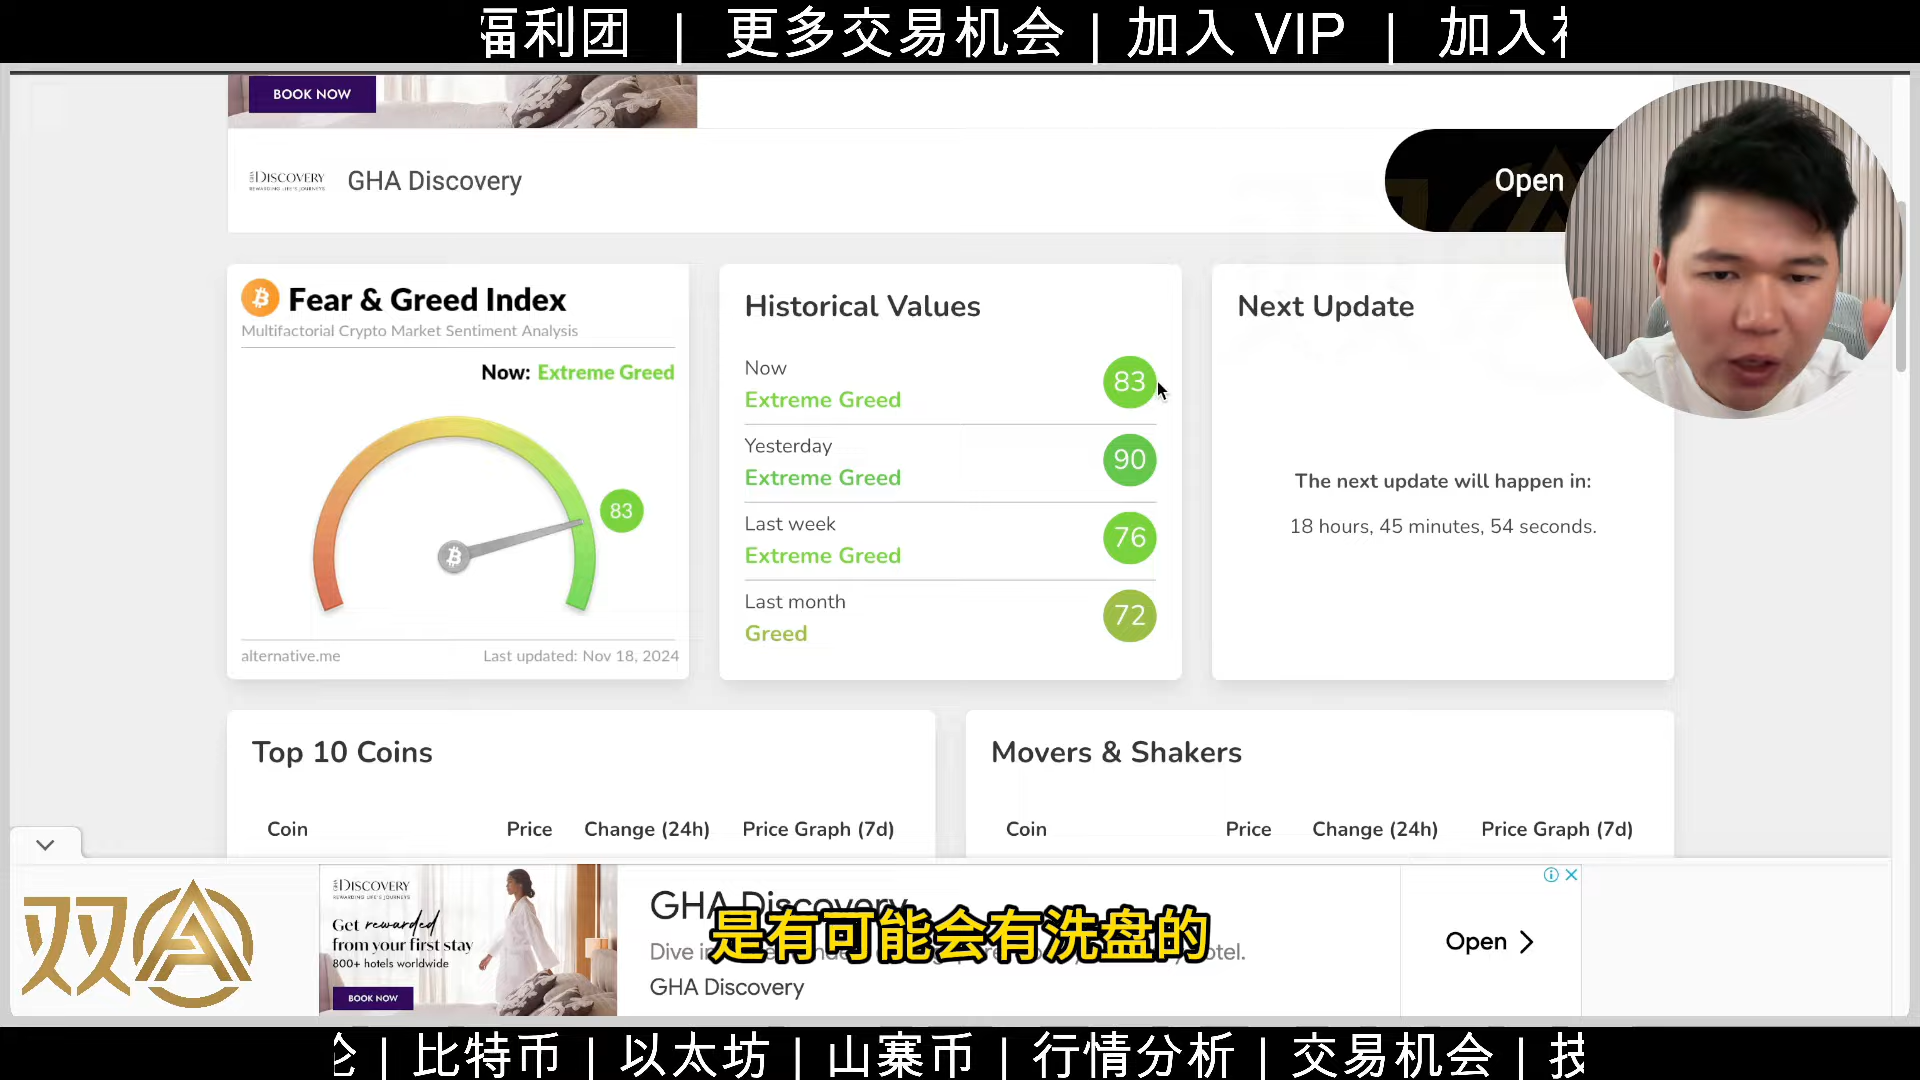 福利团 | 更多交易机会 | 加入 VIP | 加入
BOOK NOW
DISCOVERY
GHA Discovery
Open
Fear & Greed Index
Multifactorial Crypto Market Sentiment Analysis
Now: Extreme Greed
83
alternative.me
Last updated: Nov 18, 2024
Historical Values
Now
Extreme Greed
83
Yesterday
Extreme Greed
90
Last week
Extreme Greed
76
Last month
Greed
72
Next Update
The next update will happen in:
18 hours, 45 minutes, 54 seconds.
Top 10 Coins
Coin Price Change (24h) Price Graph (7d)
Movers & Shakers
Coin Price Change (24h) Price Graph (7d)
双A
DISCOVERY
Get rewarded
from your first stay
800+ hotels worldwide
BOOK NOW
GHA Discovery
是有可能会有洗盘的
GHA Discovery
Open
| 比特币 | 以太坊 | 山寨币 | 行情分析 | 交易机会 | 技